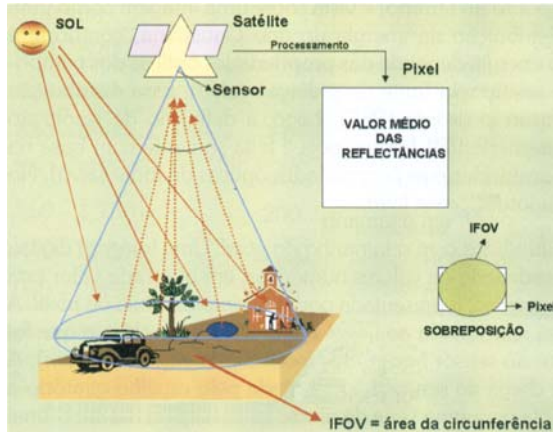 SOL
Satélite
Processamento
Pixel
Sensor
VALOR MÉDIO
DAS
REFLECTÂNCIAS
IFOV
Pixel
SOBREPOSIÇÃO
IFOV = área da circunferência